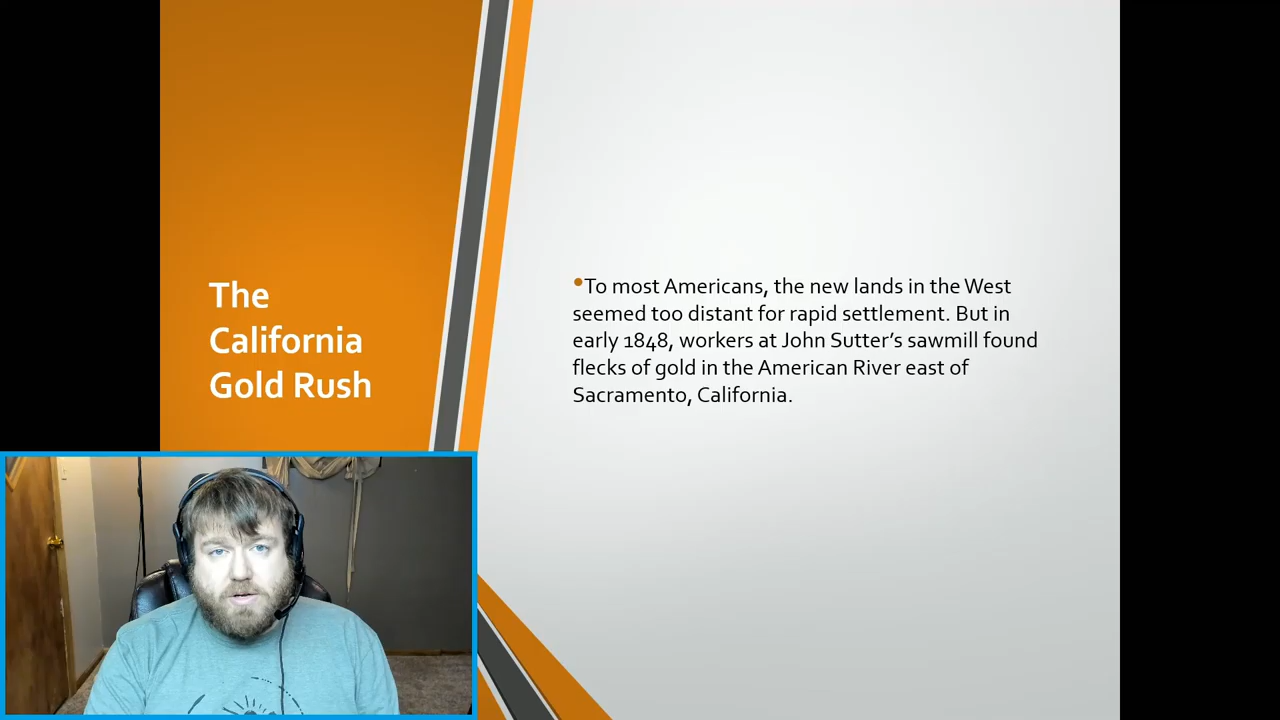 The
California
Gold Rush
•To most Americans, the new lands in the West
seemed too distant for rapid settlement. But in
early 1848, workers at John Sutter’s sawmill found
flecks of gold in the American River east of
Sacramento, California.